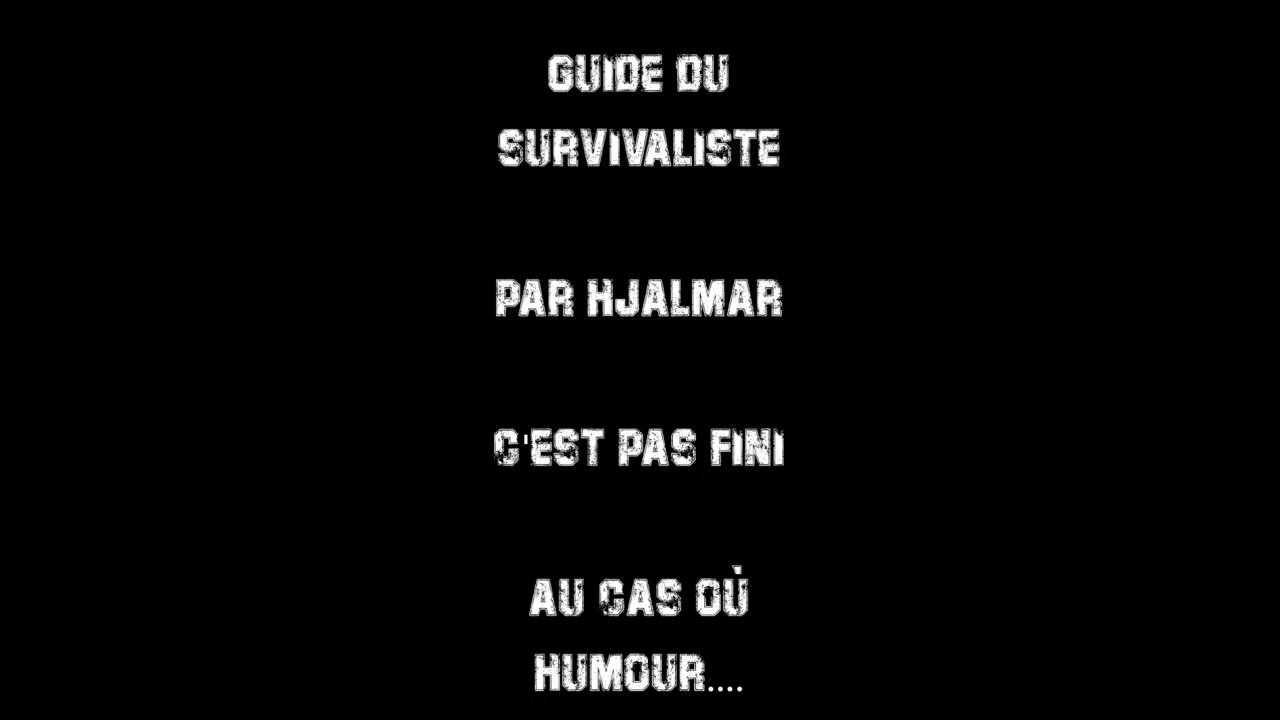 GUIDE DU
SURVIVALISTE
PAR HJALMAR
C'EST PAS FINI
AU CAS OÙ
HUMOUR....